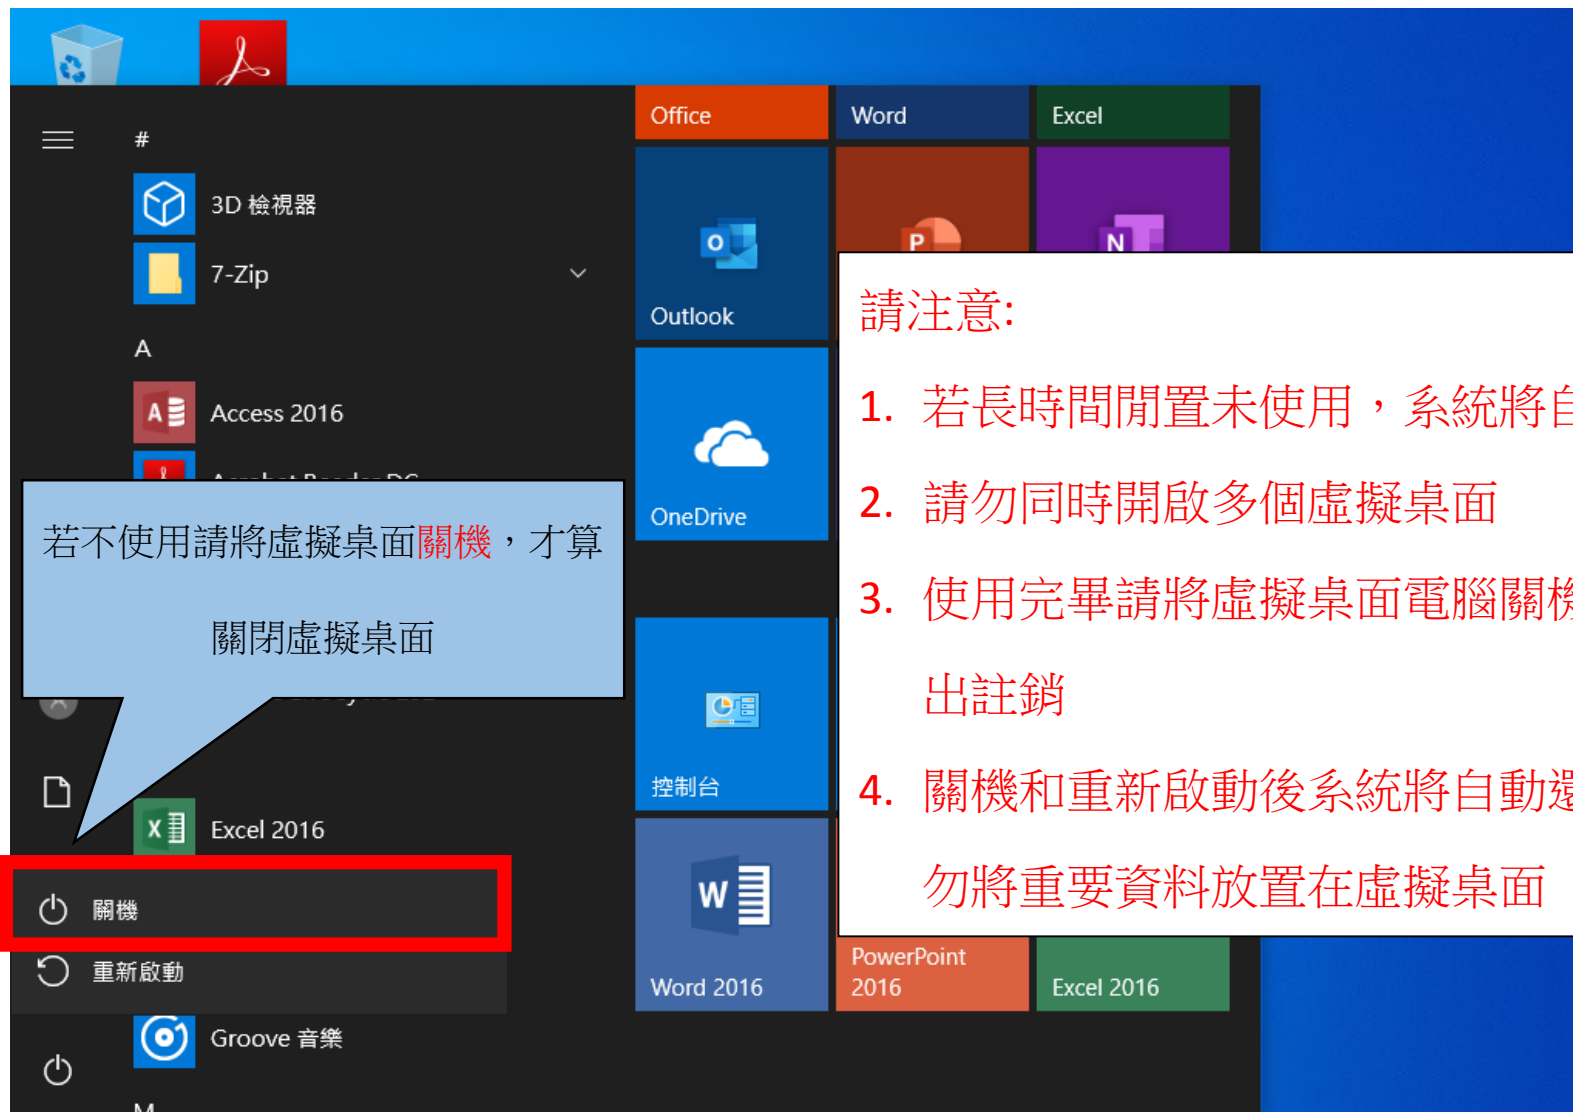 #
3D 檢視器
7-Zip
A
Access 2016
若不使用請將虛擬桌面關機，才算
關閉虛擬桌面
Excel 2016
關機
重新啟動
Groove 音樂
Office
Word
Excel
Outlook
OneDrive
控制台
Word 2016
PowerPoint
2016
Excel 2016
請注意:
1. 若長時間閒置未使用，系統將自
2. 請勿同時開啟多個虛擬桌面
3. 使用完畢請將虛擬桌面電腦關機
出註銷
4. 關機和重新啟動後系統將自動還
勿將重要資料放置在虛擬桌面